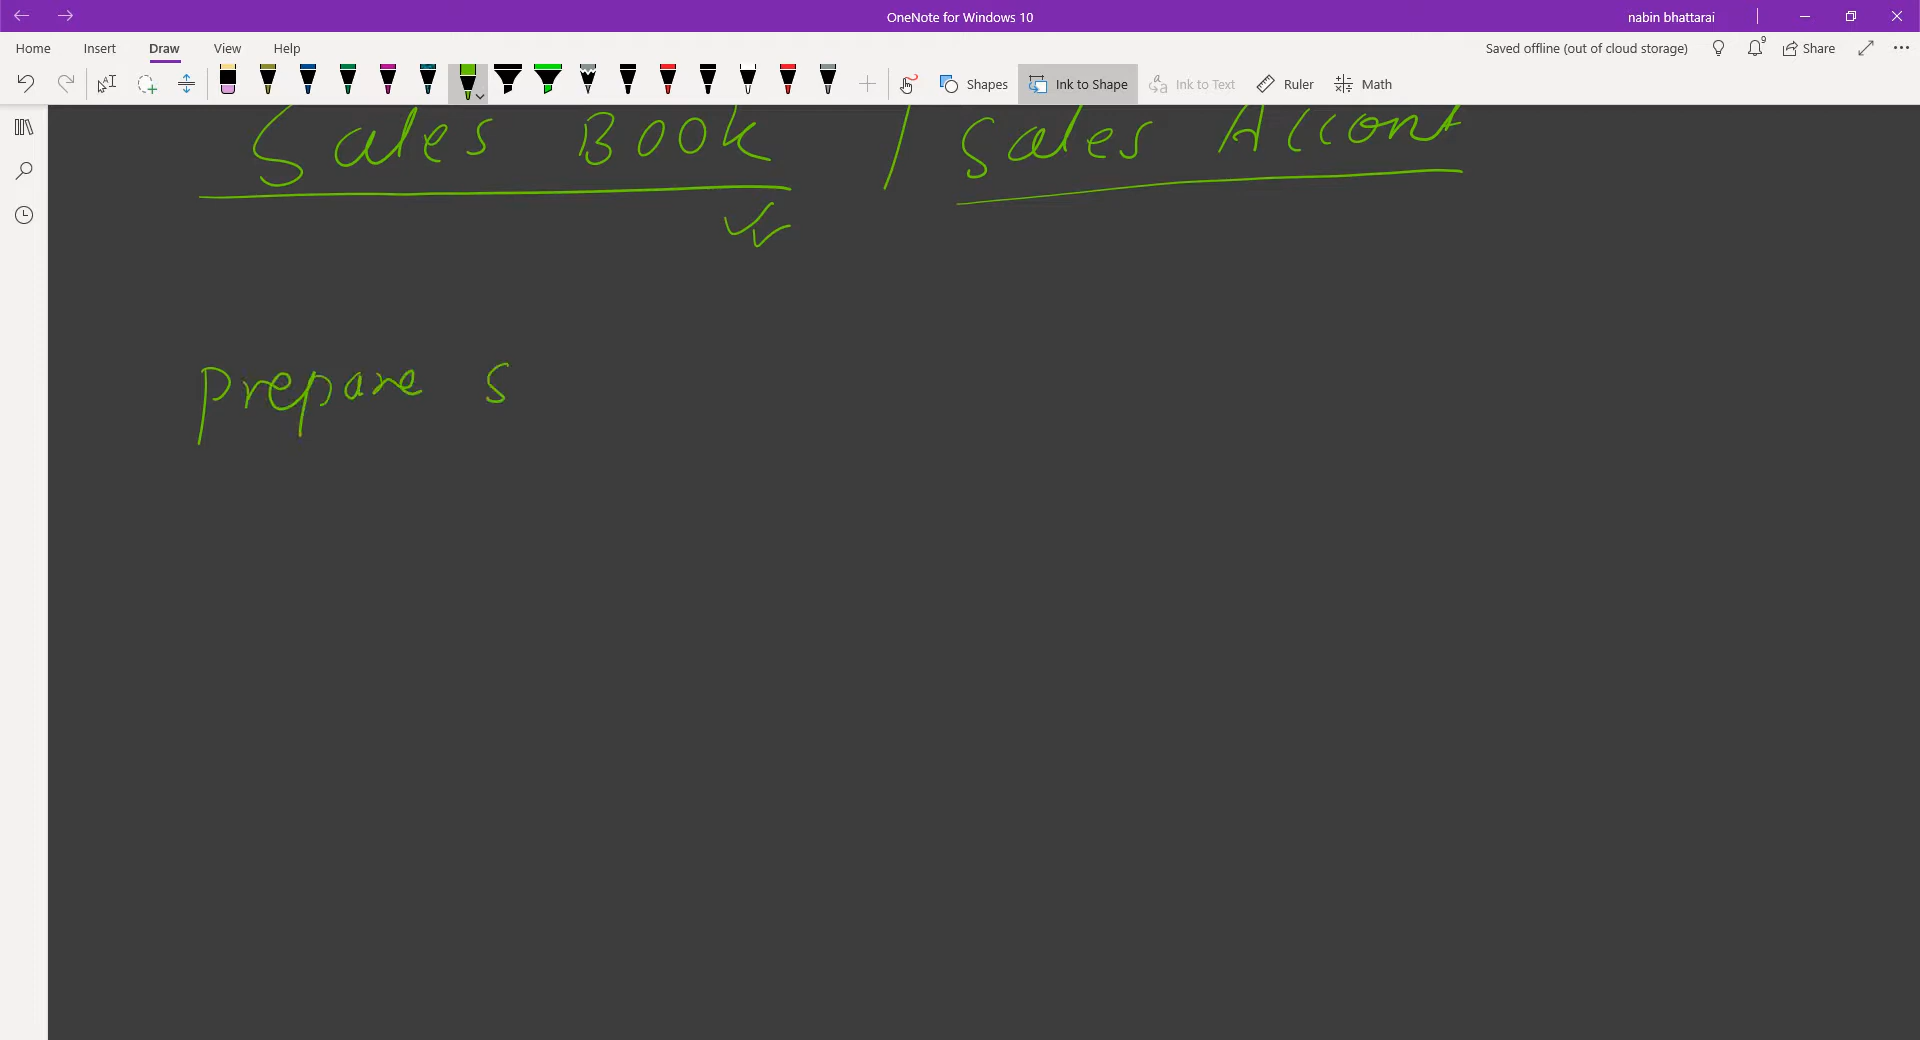 OneNote for Windows 10
nabin bhattarai
Home Insert Draw View Help
Saved offline (out of cloud storage)
9
Share
Shapes
Ink to Shape
Ink to Text
Ruler
Math
Sales Book / Sales Accont
prepare s